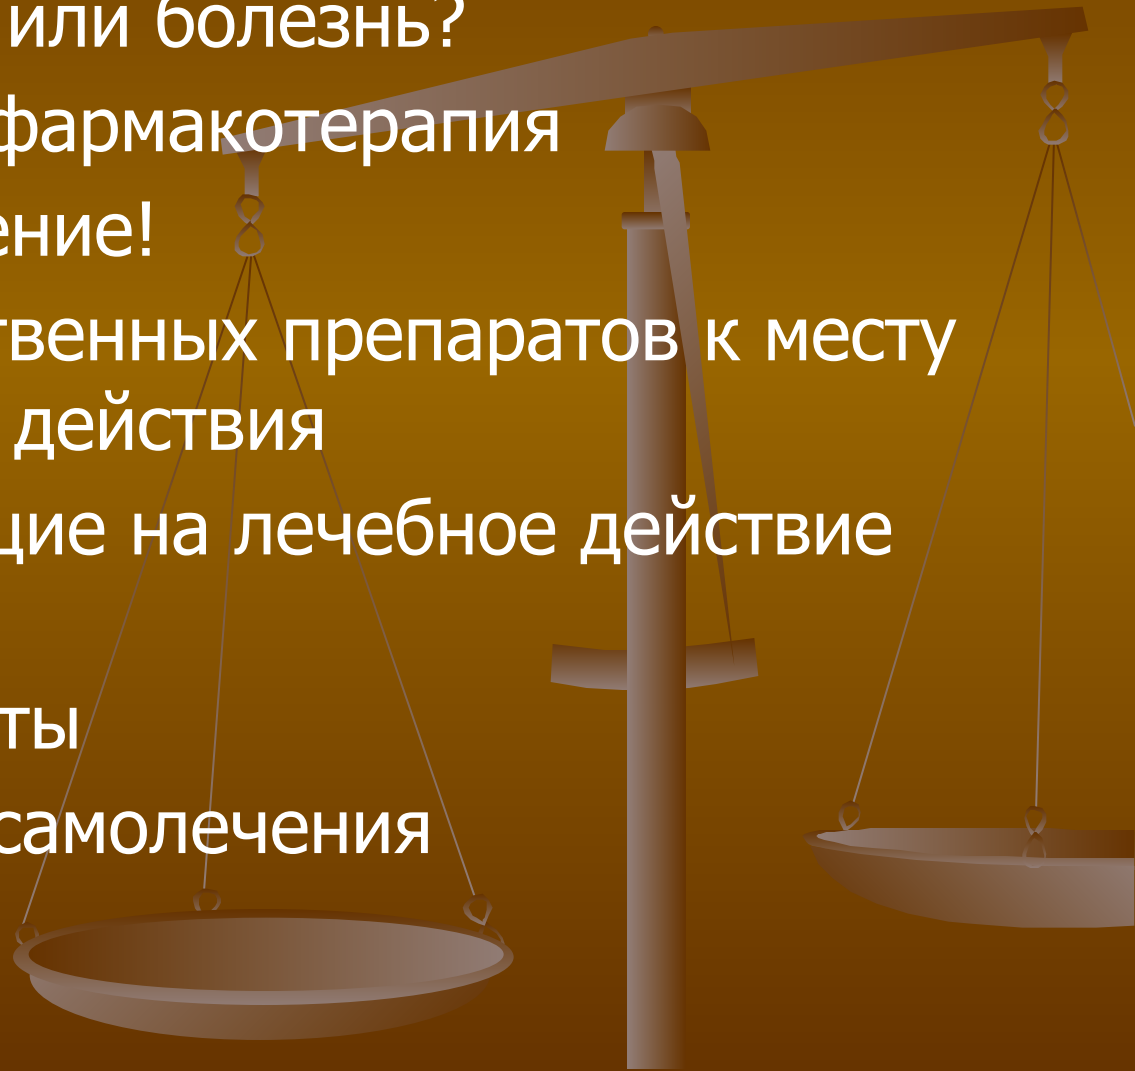 или болезнь?
фармакотерапия
ение!
твенных препаратов к месту
действия
щие на лечебное действие
ты
самолечения